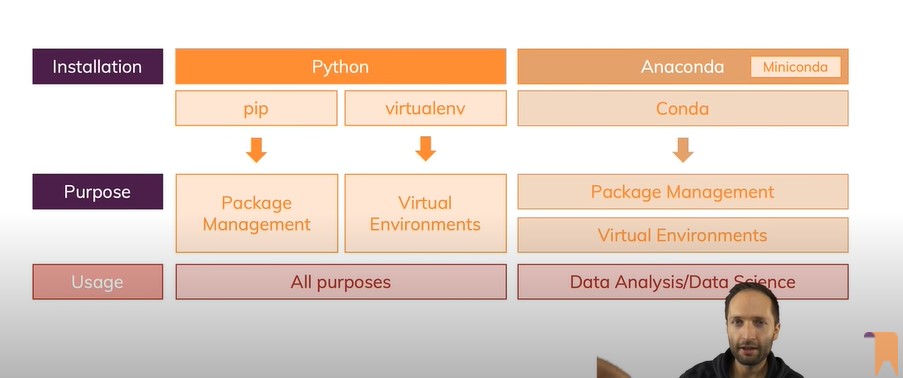 Installation
Python
Anaconda
Miniconda
pip
virtualenv
Conda
Purpose
Package
Management
Virtual
Environments
Package Management
Virtual Environments
Usage
All purposes
Data Analysis/Data Science